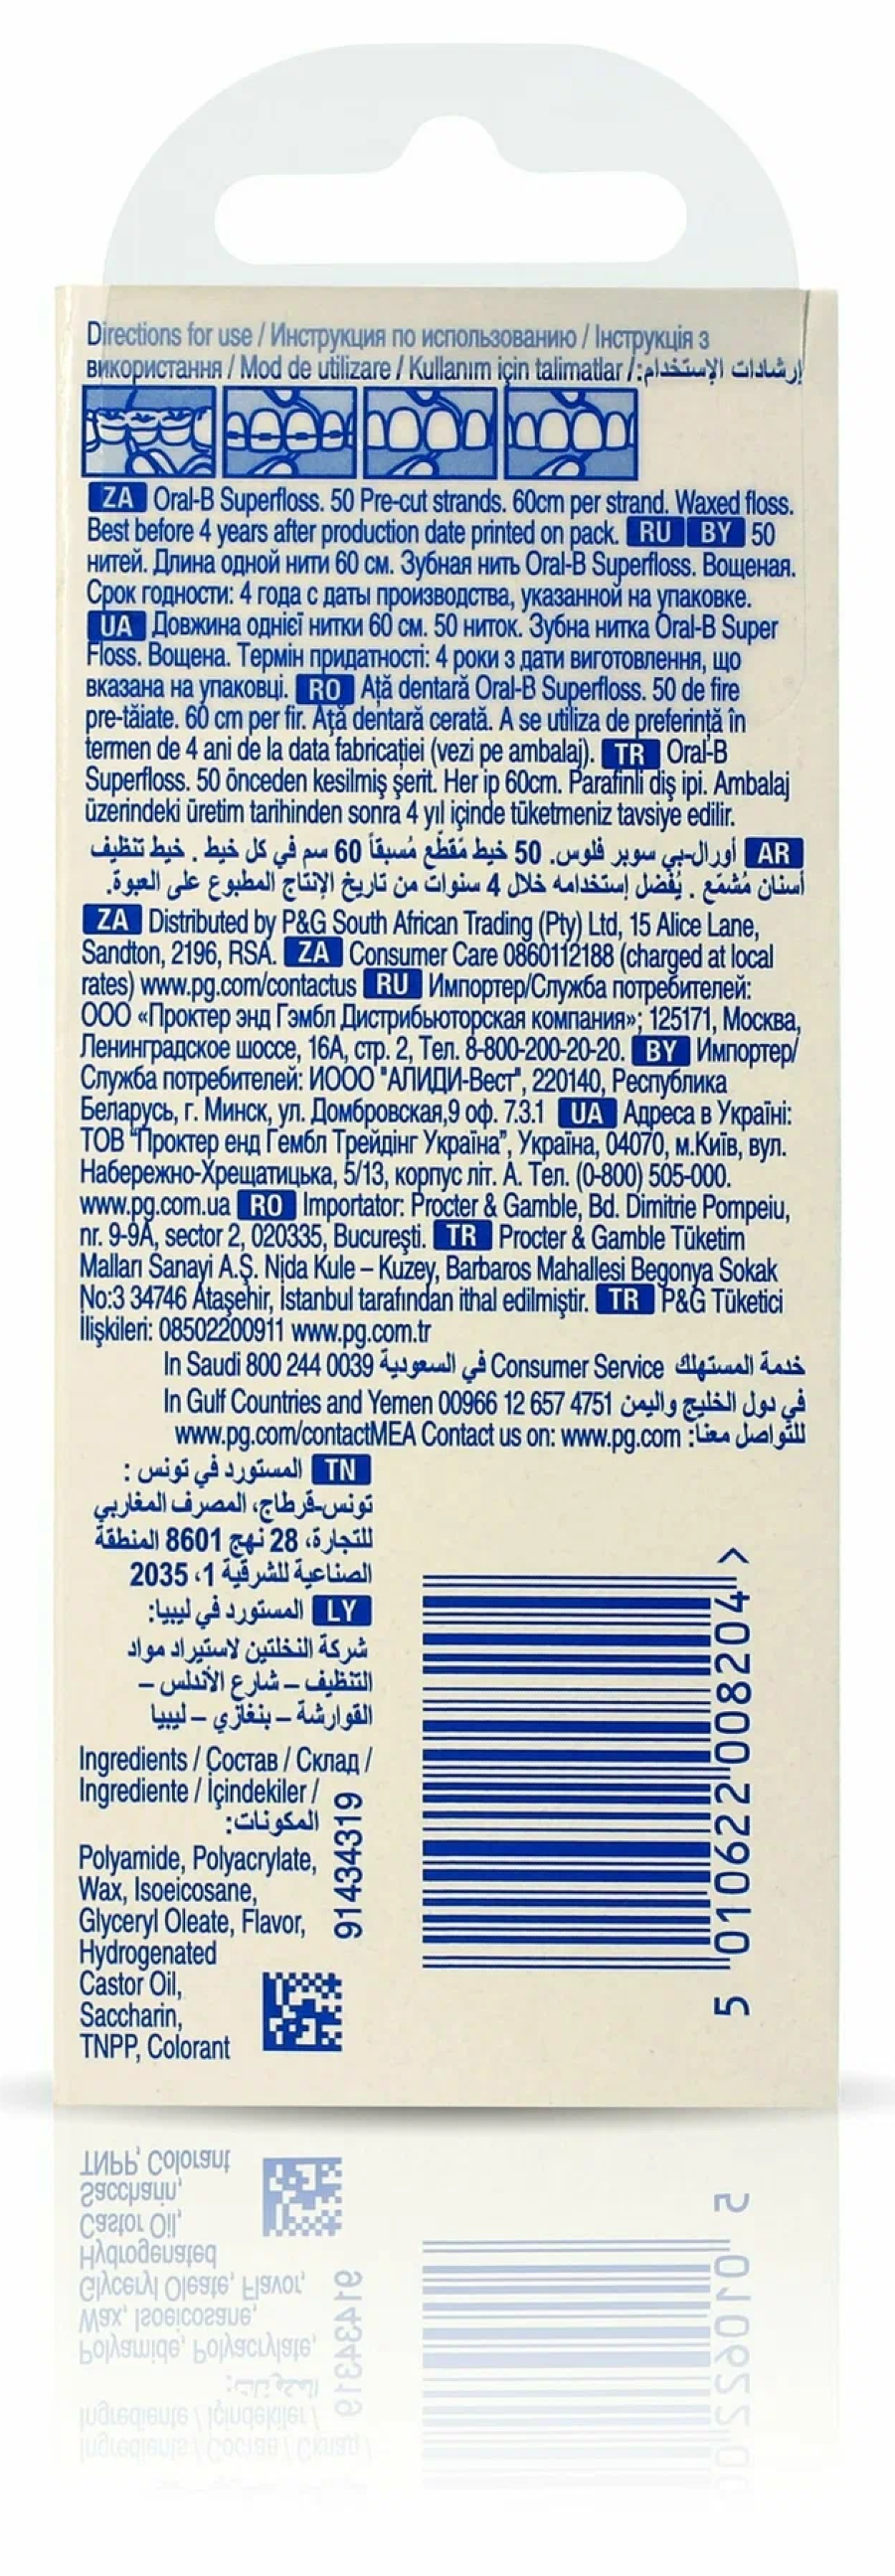 Directions for use / Инструкция по использованию / Інструкція з
використання / Mod de utilizare / Kullanım için talimatlar /إرشادات الإستخدام:
ZA Oral-B Superfloss. 50 Pre-cut strands. 60cm per strand. Waxed floss.
Best before 4 years after production date printed on pack. RU BY 50
нитей. Длина одной нити 60 см. Зубная нить Oral-B Superfloss. Вощеная.
Срок годности: 4 года с даты производства, указанной на упаковке.
UA Довжина однієї нитки 60 см. 50 ниток. Зубна нитка Oral-B Super
Floss. Вощена. Термін придатності: 4 роки з дати виготовлення, що
вказана на упаковці. RO Ață dentară Oral-B Superfloss. 50 de fire
pre-tăiate. 60 cm per fir. Ață dentară cerată. A se utiliza de preferință în
termen de 4 ani de la data fabricației (vezi pe ambalaj). TR Oral-B
Superfloss. 50 önceden kesilmiş şerit. Her ip 60cm. Parafinli diş ipi. Ambalaj
üzerindeki üretim tarihinden sonra 4 yıl içinde tüketmeniz tavsiye edilir.
AR أورال-بي سوبر فلوس. 50 خيط مُقطّع مُسبقاً 60 سم في كل خيط . خيط تنظيف
أسنان مُشمّع . يُفضل إستخدامه خلال 4 سنوات من تاريخ الإنتاج المطبوع على العبوة.
ZA Distributed by P&G South African Trading (Pty) Ltd, 15 Alice Lane,
Sandton, 2196, RSA. ZA Consumer Care 0860112188 (charged at local
rates) www.pg.com/contactus RU Импортер/Служба потребителей:
ООО «Проктер энд Гэмбл Дистрибьюторская компания»; 125171, Москва,
Ленинградское шоссе, 16А, стр. 2, Тел. 8-800-200-20-20. BY Импортер/
Служба потребителей: ИООО "АЛИДИ-Вест", 220140, Республика
Беларусь, г. Минск, ул. Домбровская,9 оф. 7.3.1 UA Адреса в Україні:
ТОВ "Проктер енд Гембл Трейдінг Україна", Україна, 04070, м.Київ, вул.
Набережно-Хрещатицька, 5/13, корпус літ. А. Тел. (0-800) 505-000.
www.pg.com.ua RO Importator: Procter & Gamble, Bd. Dimitrie Pompeiu,
nr. 9-9A, sector 2, 020335, Bucureşti. TR Procter & Gamble Tüketim
Malları Sanayi A.Ş. Nida Kule – Kuzey, Barbaros Mahallesi Begonya Sokak
No:3 34746 Ataşehir, İstanbul tarafından ithal edilmiştir. TR P&G Tüketici
İlişkileri: 08502200911 www.pg.com.tr
In Saudi 800 244 0039 في السعودية Consumer Service خدمة المستهلك
In Gulf Countries and Yemen 00966 12 657 4751 في دول الخليج واليمن
www.pg.com/contactMEA Contact us on: www.pg.com :للتواصل معنا
TN المستورد في تونس :
تونس-قرطاج، المصرف المغاربي
للتجارة، 28 نهج 8601 المنطقة
الصناعية للشرقية 1، 2035
LY المستورد في ليبيا:
شركة النخلتين لاستيراد مواد
التنظيف – شارع الأندلس –
القوارشة – بنغازي – ليبيا
Ingredients / Состав / Склад /
Ingrediente / İçindekiler /
المكونات:
Polyamide, Polyacrylate,
Wax, Isoeicosane,
Glyceryl Oleate, Flavor,
Hydrogenated
Castor Oil,
Saccharin,
TNPP, Colorant
91434319
5 010622 008204 >